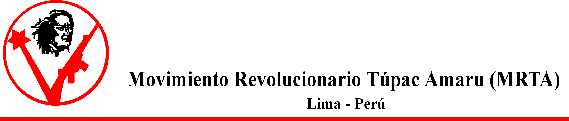 Movimiento Revolucionario Túpac Amaru (MRTA)
Lima - Perú